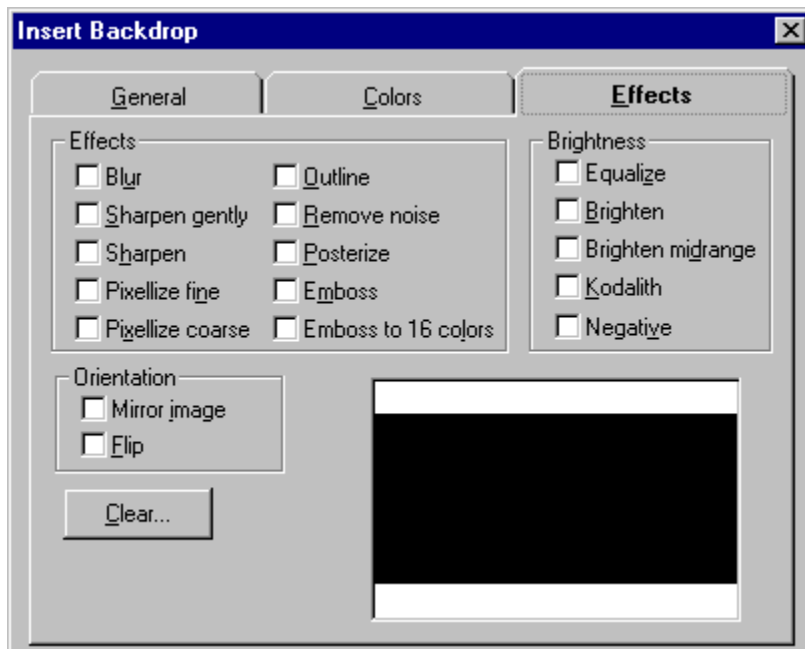 Insert Backdrop
General Colors Effects
Effects
Blur
Sharpen gently
Sharpen
Pixellize fine
Pixellize coarse
Outline
Remove noise
Posterize
Emboss
Emboss to 16 colors
Brightness
Equalize
Brighten
Brighten midrange
Kodalith
Negative
Orientation
Mirror image
Flip
Clear...